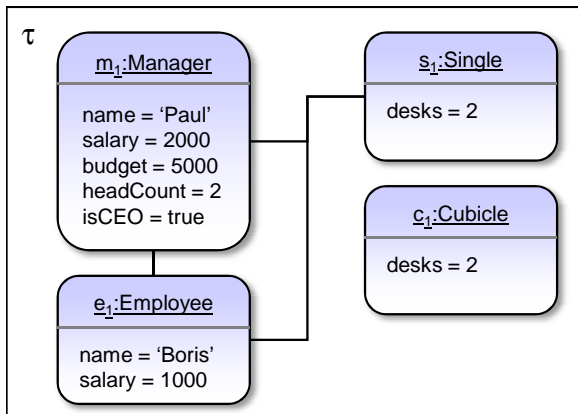 τ
m1:Manager
name = ‘Paul’
salary = 2000
budget = 5000
headCount = 2
isCEO = true
e1:Employee
name = ‘Boris’
salary = 1000
s1:Single
desks = 2
c1:Cubicle
desks = 2